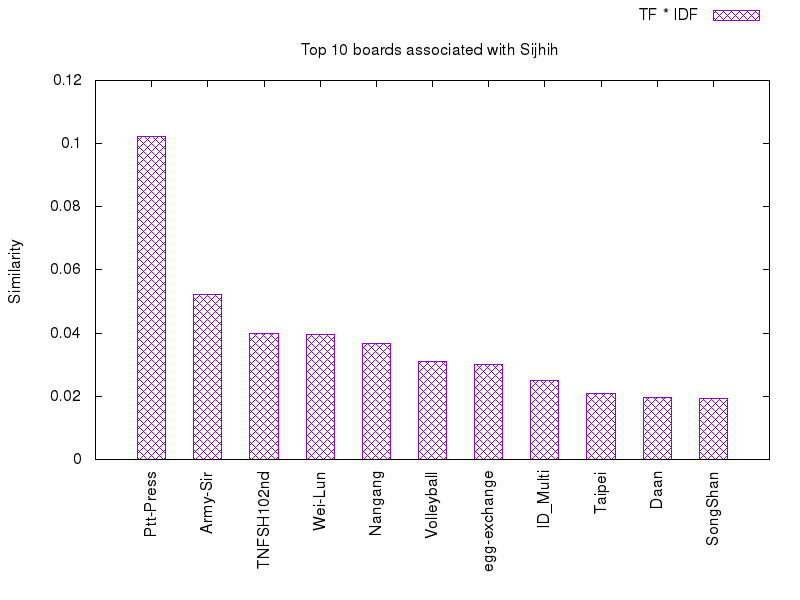 TF * IDF
Top 10 boards associated with Sijhih
0.12
0.1
0.08
0.06
0.04
0.02
0
Similarity
Ptt-Press
Army-Sir
TNFSH102nd
Wei-Lun
Nangang
Volleyball
egg-exchange
ID_Multi
Taipei
Daan
SongShan